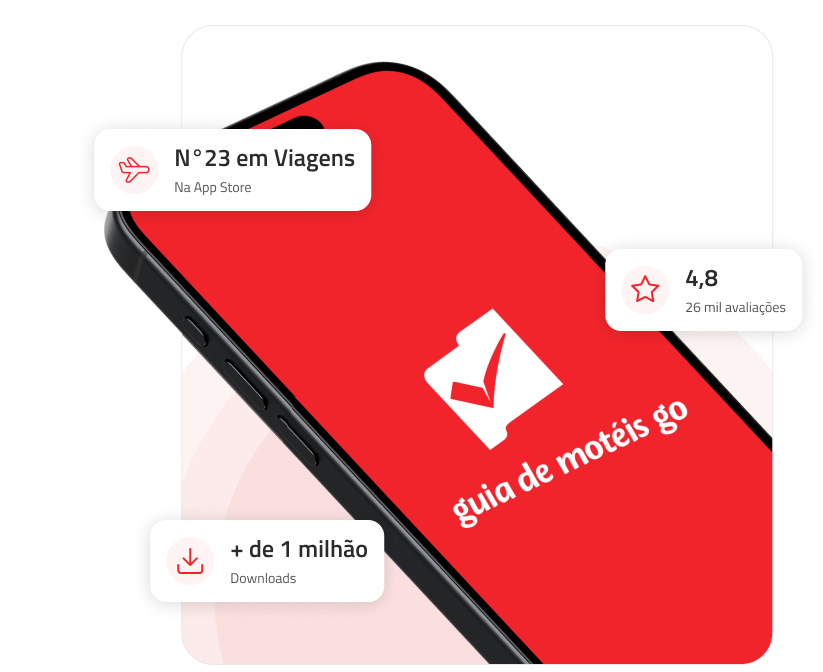 N°23 em Viagens
Na App Store
4,8
26 mil avaliações
guia de motéis go
+ de 1 milhão
Downloads